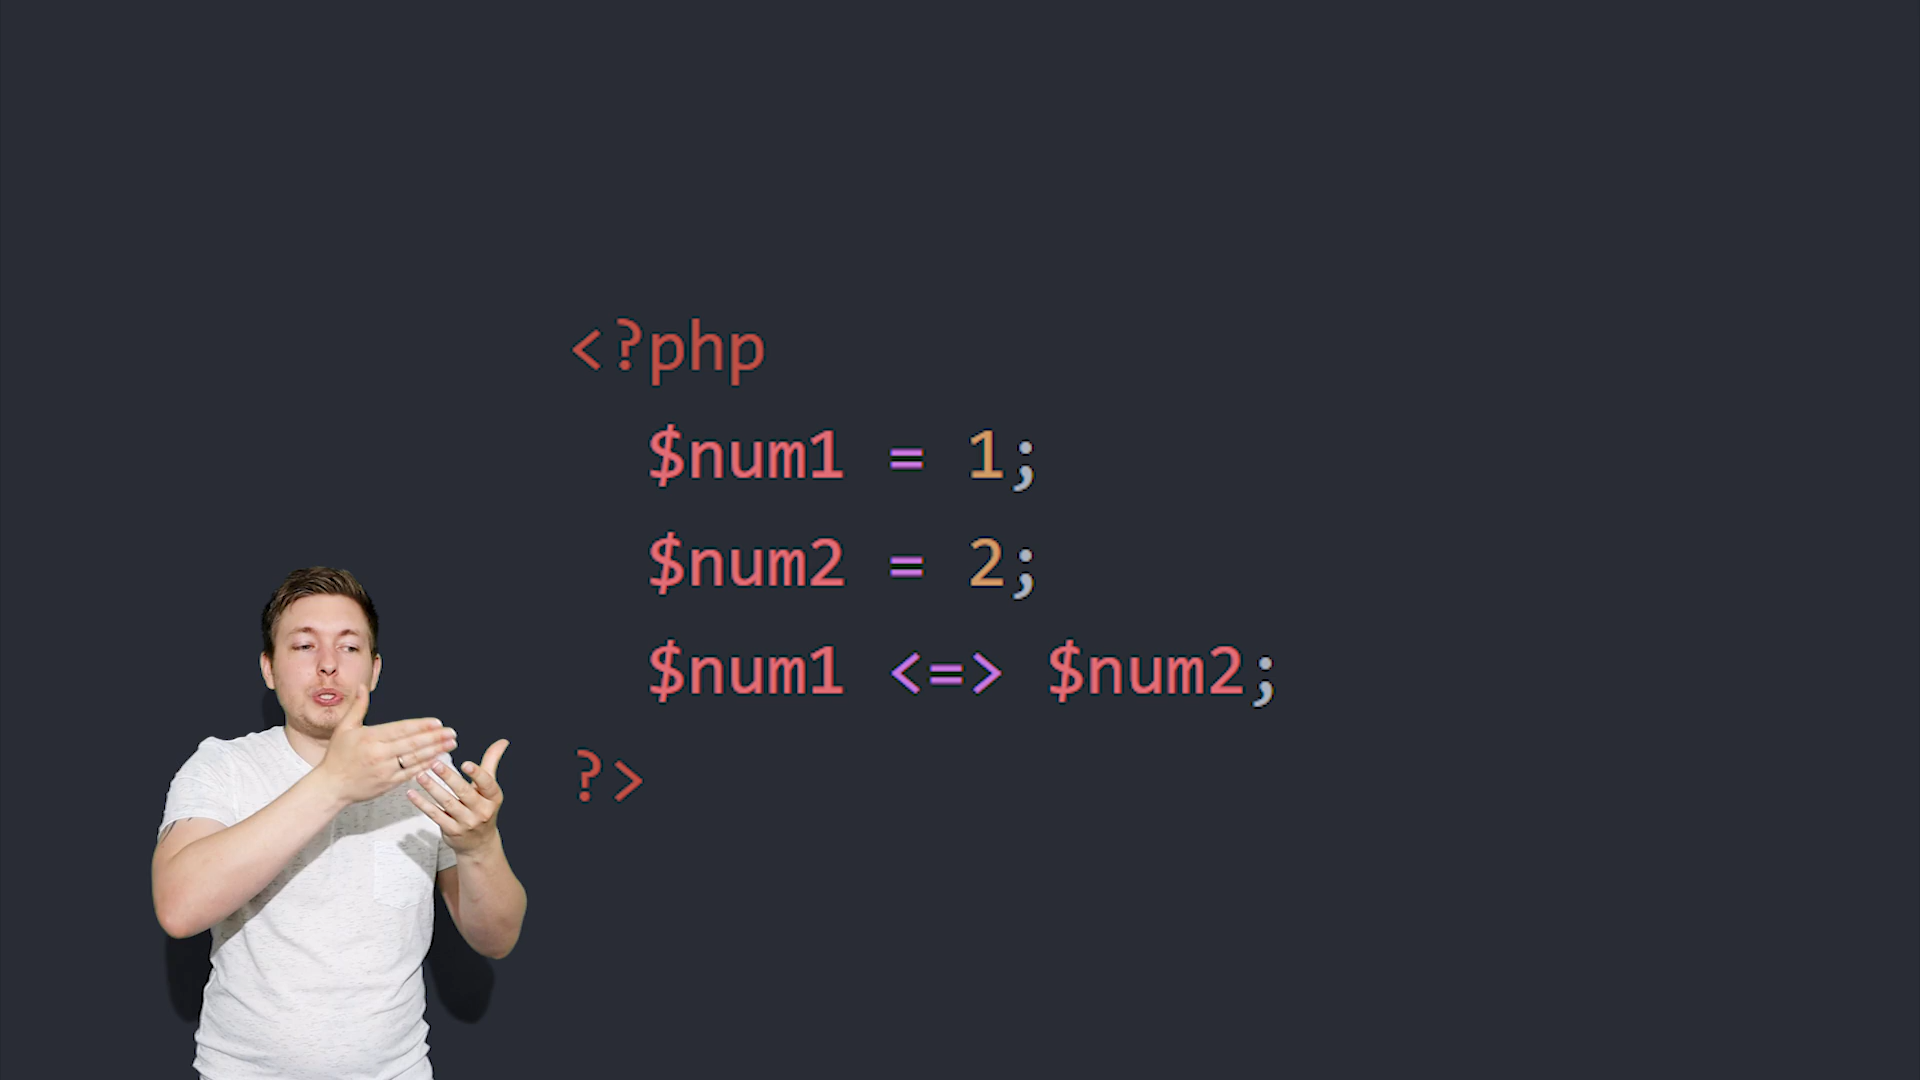 <?php
$num1 = 1;
$num2 = 2;
$num1 <=> $num2;
?>